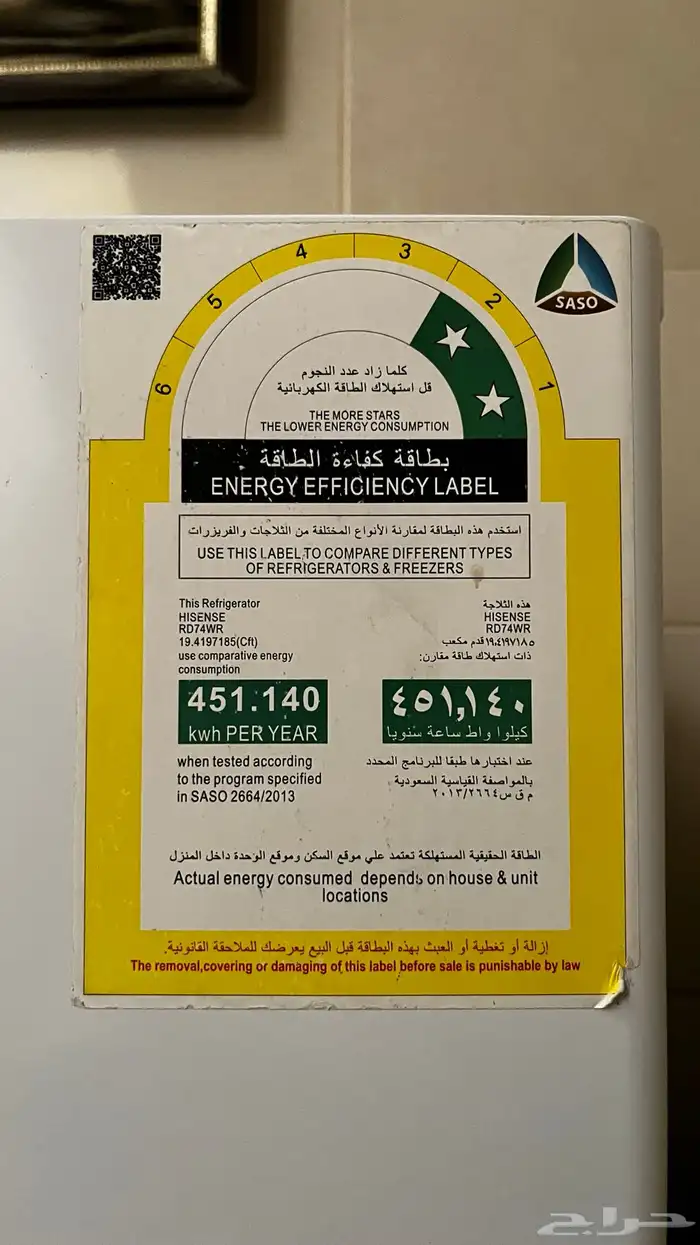 6
5
4
3
2
1
SASO
كلما زاد عدد النجوم
قل استهلاك الطاقة الكهربائية
THE MORE STARS
THE LOWER ENERGY CONSUMPTION
بطاقة كفاءة الطاقة
ENERGY EFFICIENCY LABEL
استخدم هذه البطاقة لمقارنة الأنواع المختلفة من الثلاجات والفريزرات
USE THIS LABEL TO COMPARE DIFFERENT TYPES
OF REFRIGERATORS & FREEZERS
This Refrigerator
HISENSE
RD74WR
19.4197185(Cft)
use comparative energy
consumption
451.140
kwh PER YEAR
when tested according
to the program specified
in SASO 2664/2013
هذه الثلاجة
HISENSE
RD74WR
١٩،٤١٩٧١٨٥قدم مكعب
ذات استهلاك طاقة مقارن:
٤٥١,١٤٠
كيلوا واط ساعة سنويا
عند اختبارها طبقا للبرنامج المحدد
بالمواصفة القياسية السعودية
م ق س٢٠١٣/٢٦٦٤
الطاقة الحقيقية المستهلكة تعتمد علي موقع السكن وموقع الوحدة داخل المنزل
Actual energy consumed depends on house & unit
locations
إزالة أو تغطية أو العبث بهذه البطاقة قبل البيع يعرضك للملاحقة القانونية.
The removal,covering or damaging of this label before sale is punishable by law
حراج